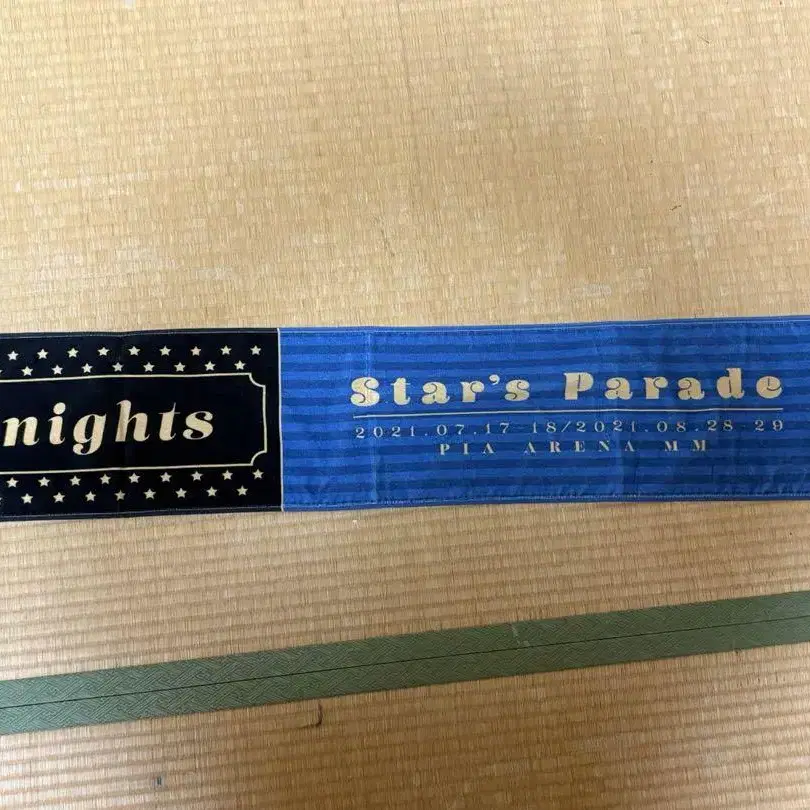 nights
Star's Parade
2021.07.17-18/2021.08.28-29
PIA ARENA MM